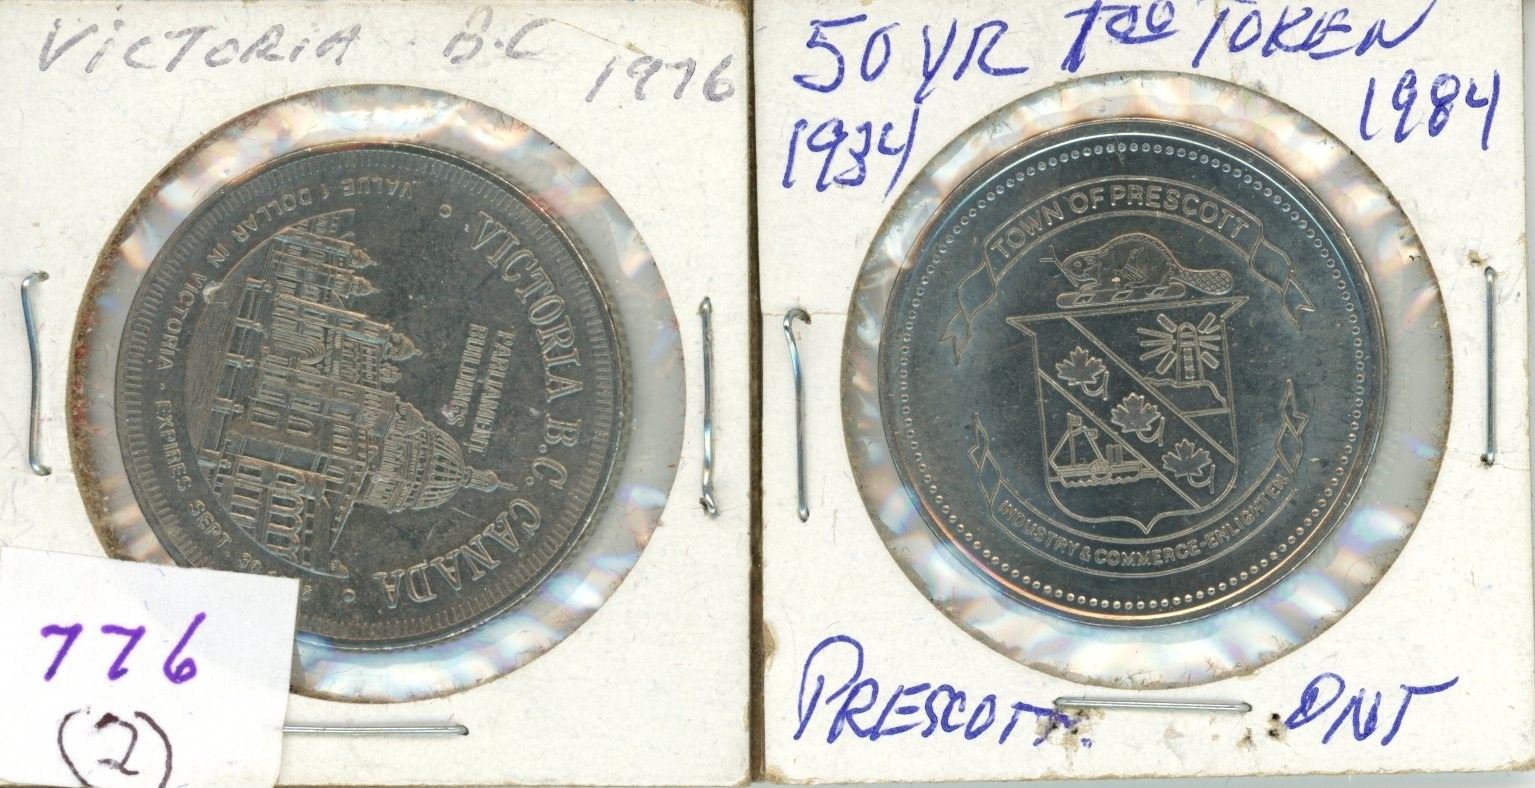 VICTORIA B.C
1976
VICTORIA B.C. CANADA
PARLIAMENT
BUILDINGS
VALUE 1 DOLLAR IN VICTORIA - EXPIRES SEPT. 30
776
(2)
50 YR TOKEN
1934
1984
TOWN OF PRESCOTT
INDUSTRY & COMMERCE-ENLIGHTEN
PRESCOTT. ONT